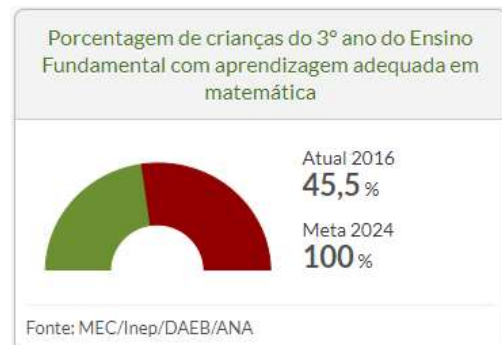 Porcentagem de crianças do 3º ano do Ensino
Fundamental com aprendizagem adequada em
matemática
Atual 2016
45,5 %
Meta 2024
100 %
Fonte: MEC/Inep/DAEB/ANA